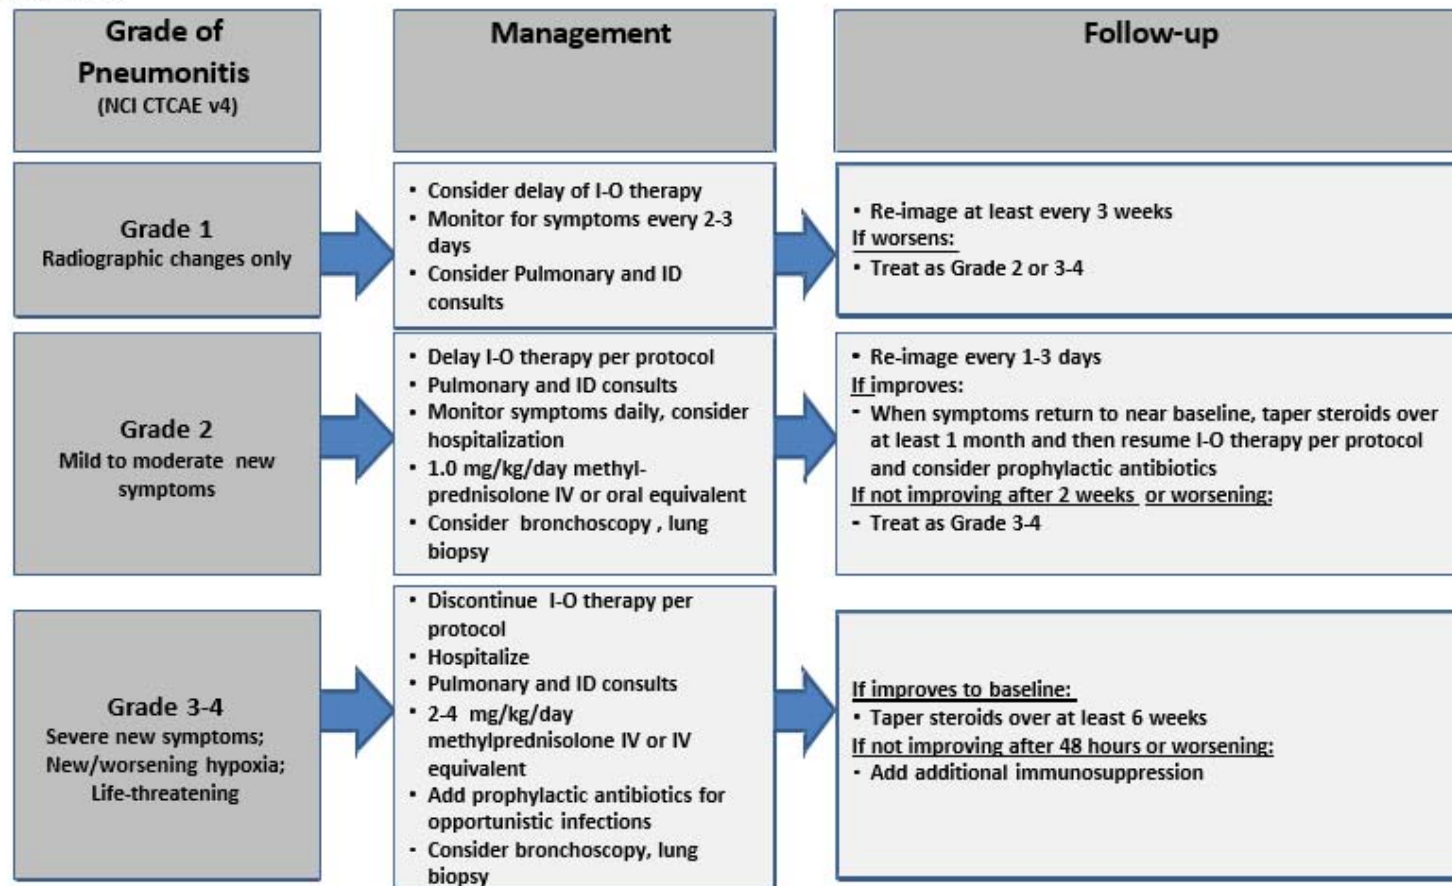 Grade of
Pneumonitis
(NCI CTCAE v4)
Management
Follow-up
Grade 1
Radiographic changes only
• Consider delay of I-O therapy
• Monitor for symptoms every 2-3
days
• Consider Pulmonary and ID
consults
• Re-image at least every 3 weeks
If worsens:
• Treat as Grade 2 or 3-4
Grade 2
Mild to moderate new
symptoms
• Delay I-O therapy per protocol
• Pulmonary and ID consults
• Monitor symptoms daily, consider
hospitalization
• 1.0 mg/kg/day methyl-
prednisolone IV or oral equivalent
• Consider bronchoscopy , lung
biopsy
• Re-image every 1-3 days
If improves:
• When symptoms return to near baseline, taper steroids over
at least 1 month and then resume I-O therapy per protocol
and consider prophylactic antibiotics
If not improving after 2 weeks or worsening:
• Treat as Grade 3-4
Grade 3-4
Severe new symptoms;
New/worsening hypoxia;
Life-threatening
• Discontinue I-O therapy per
protocol
• Hospitalize
• Pulmonary and ID consults
• 2-4 mg/kg/day
methylprednisolone IV or IV
equivalent
• Add prophylactic antibiotics for
opportunistic infections
• Consider bronchoscopy, lung
biopsy
If improves to baseline:
• Taper steroids over at least 6 weeks
If not improving after 48 hours or worsening:
• Add additional immunosuppression